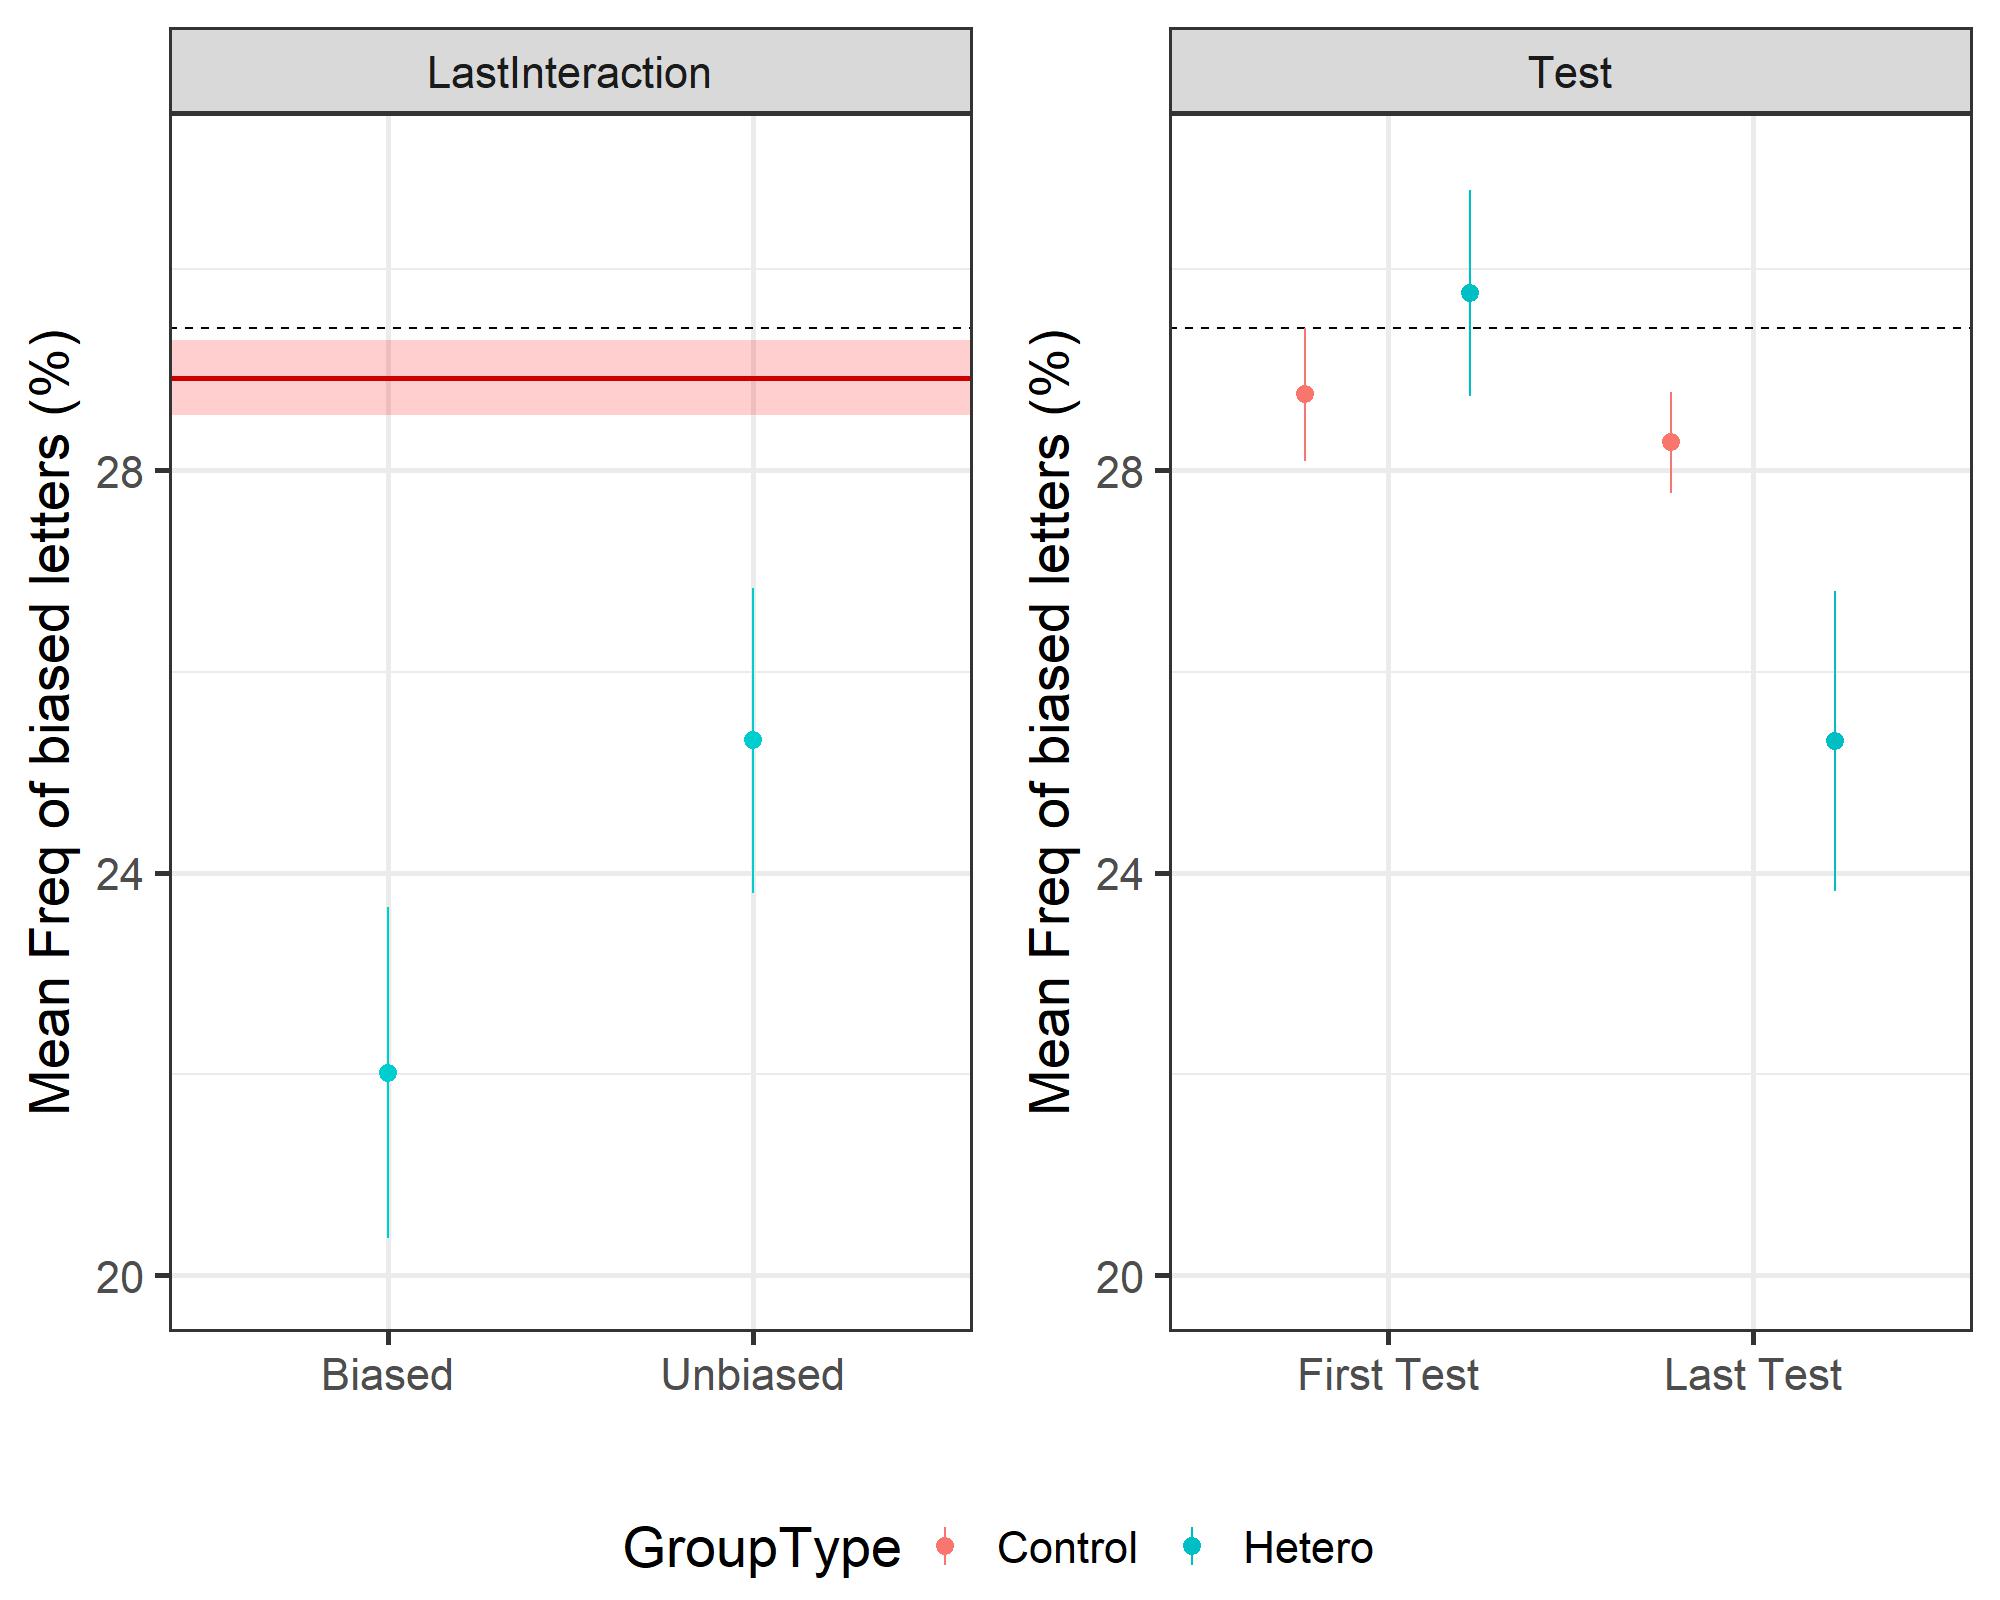 LastInteraction
Mean Freq of biased letters (%)
28
24
20
Biased Unbiased
Test
Mean Freq of biased letters (%)
28
24
20
First Test Last Test
GroupType Control Hetero